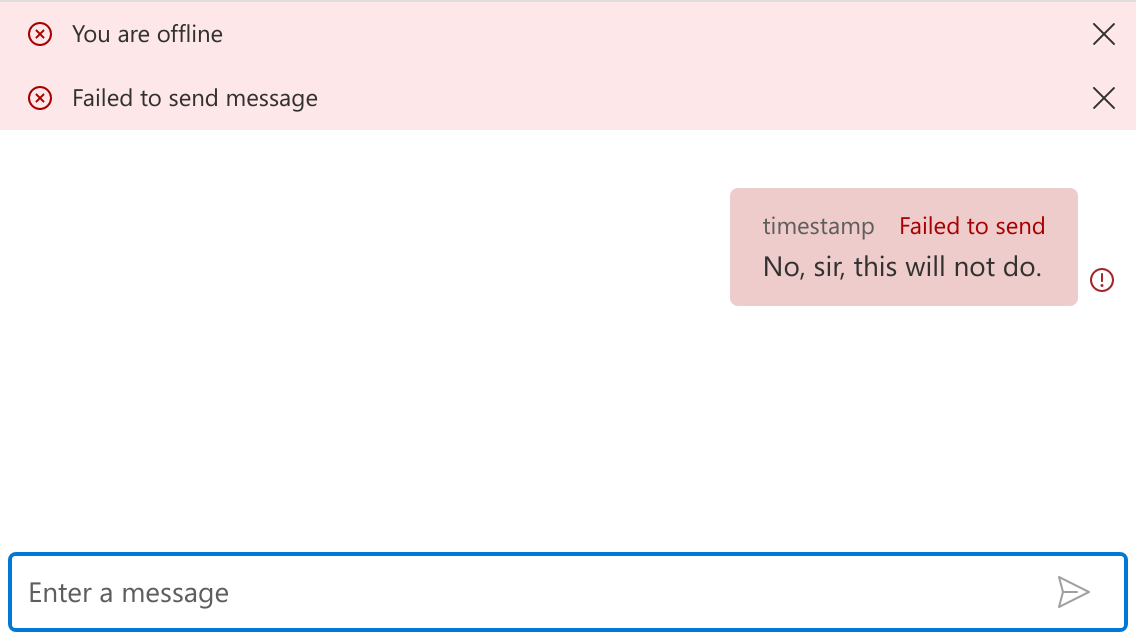 You are offline
Failed to send message
timestamp Failed to send
No, sir, this will not do.
Enter a message